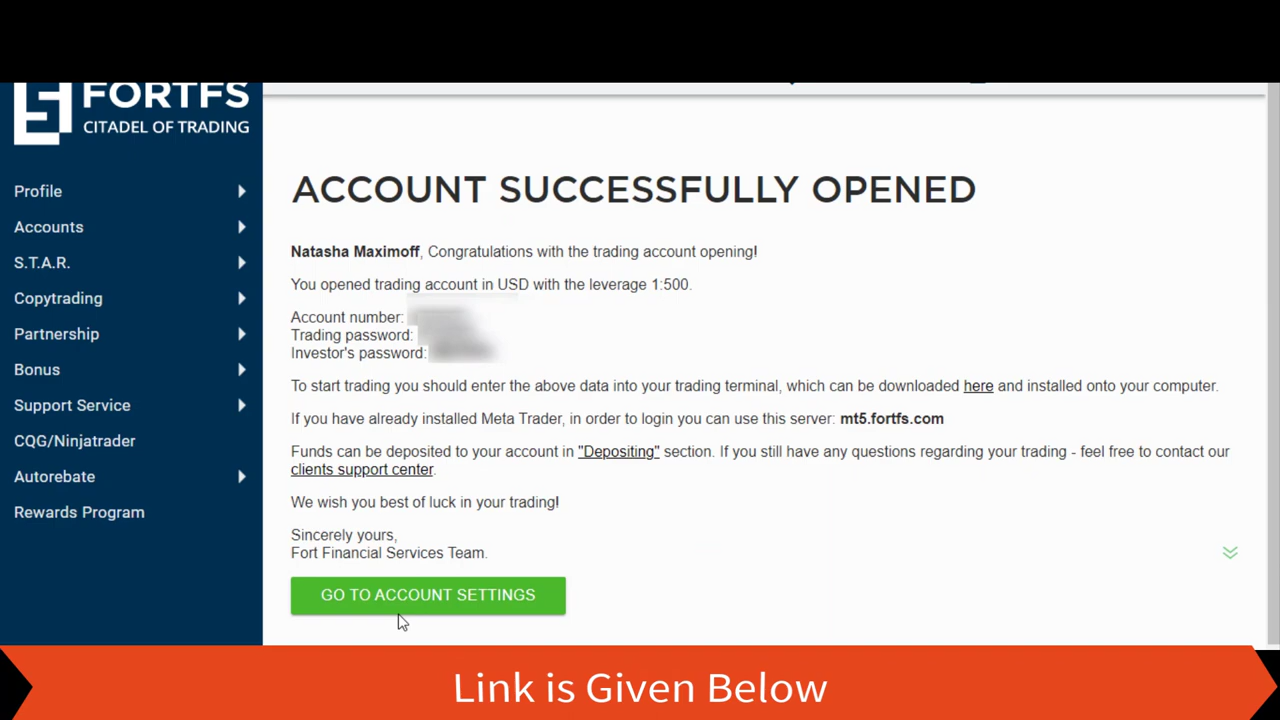 FORTFS
CITADEL OF TRADING
Profile
Accounts
S.T.A.R.
Copytrading
Partnership
Bonus
Support Service
CQG/Ninjatrader
Autorebate
Rewards Program
ACCOUNT SUCCESSFULLY OPENED
Natasha Maximoff, Congratulations with the trading account opening!
You opened trading account in USD with the leverage 1:500.
Account number:
Trading password:
Investor's password:
To start trading you should enter the above data into your trading terminal, which can be downloaded here and installed onto your computer.
If you have already installed Meta Trader, in order to login you can use this server: mt5.fortfs.com
Funds can be deposited to your account in "Depositing" section. If you still have any questions regarding your trading - feel free to contact our
clients support center.
We wish you best of luck in your trading!
Sincerely yours,
Fort Financial Services Team.
GO TO ACCOUNT SETTINGS
Link is Given Below